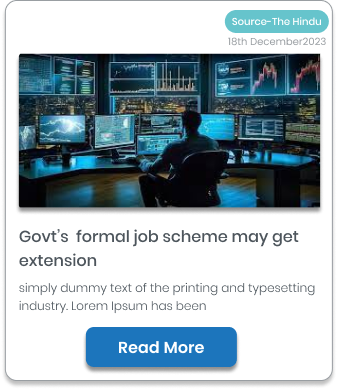 Source-The Hindu
18th December2023
Govt's formal job scheme may get
extension
simply dummy text of the printing and typesetting
industry. Lorem Ipsum has been
Read More